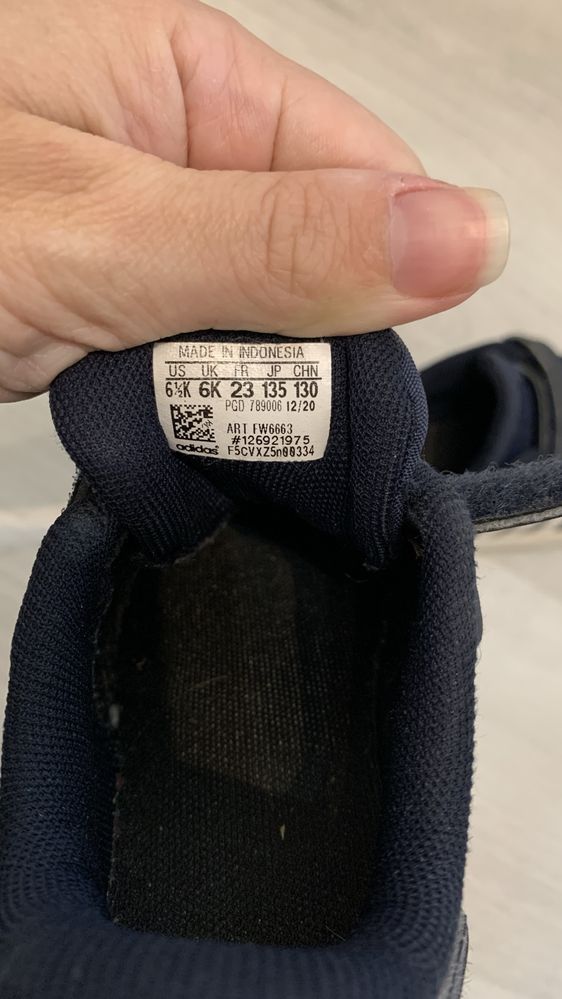 MADE IN INDONESIA
US UK FR JP CHN
6½K 6K 23 135 130
PGD 789006 12/20
ART FW6663
#126921975
adidas F5CVXZ5n00334